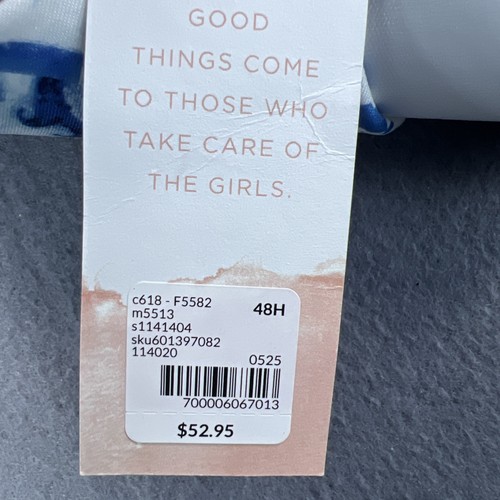 GOOD
THINGS COME
TO THOSE WHO
TAKE CARE OF
THE GIRLS.
c618 - F5582
m5513
48H
s1141404
sku601397082
114020
0525
700006067013
$52.95